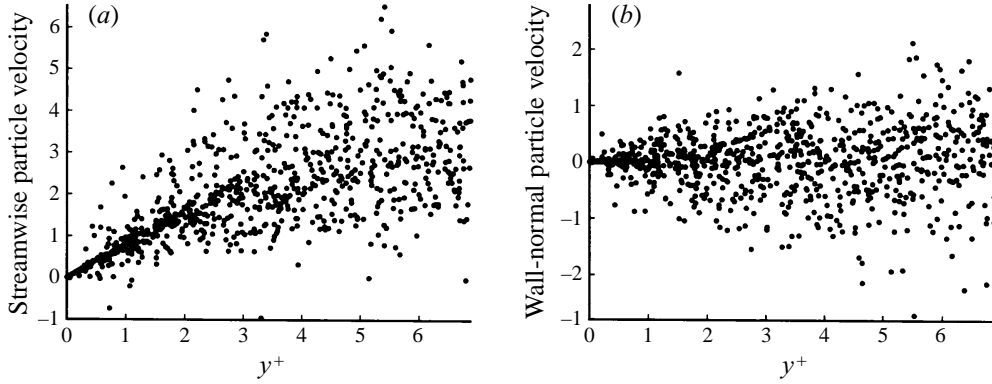 (a)
Streamwise particle velocity
6
5
4
3
2
1
0
–1
0 1 2 3 4 5 6
y+
(b)
Wall-normal particle velocity
2
1
0
–1
–2
–1
0 1 2 3 4 5 6
y+